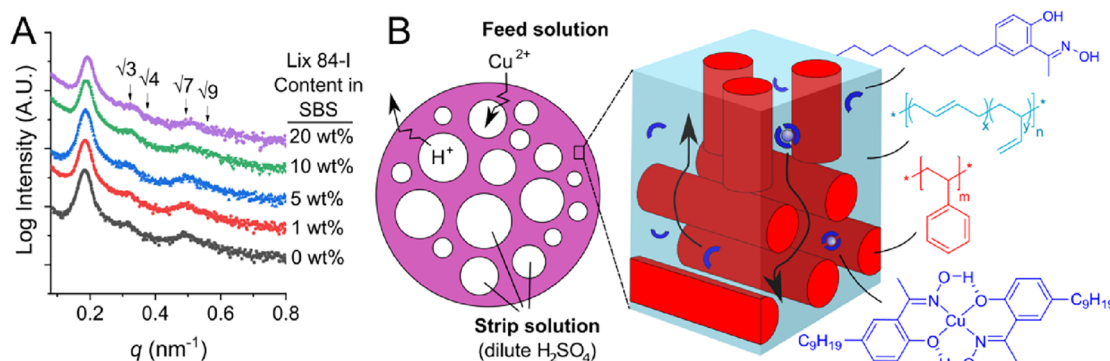 A
Log Intensity (A.U.)
√3
√4
√7
√9
Lix 84-I
Content in
SBS
20 wt%
10 wt%
5 wt%
1 wt%
0 wt%
0.2
0.4
0.6
0.8
q (nm⁻¹)
B
Feed solution
Cu²⁺
H⁺
Strip solution
(dilute H₂SO₄)
OH
N
OH
*
x
y
n
*
*
*
m
O-H
N
O
C₉H₁₉
Cu
C₉H₁₉
O
N
H-O